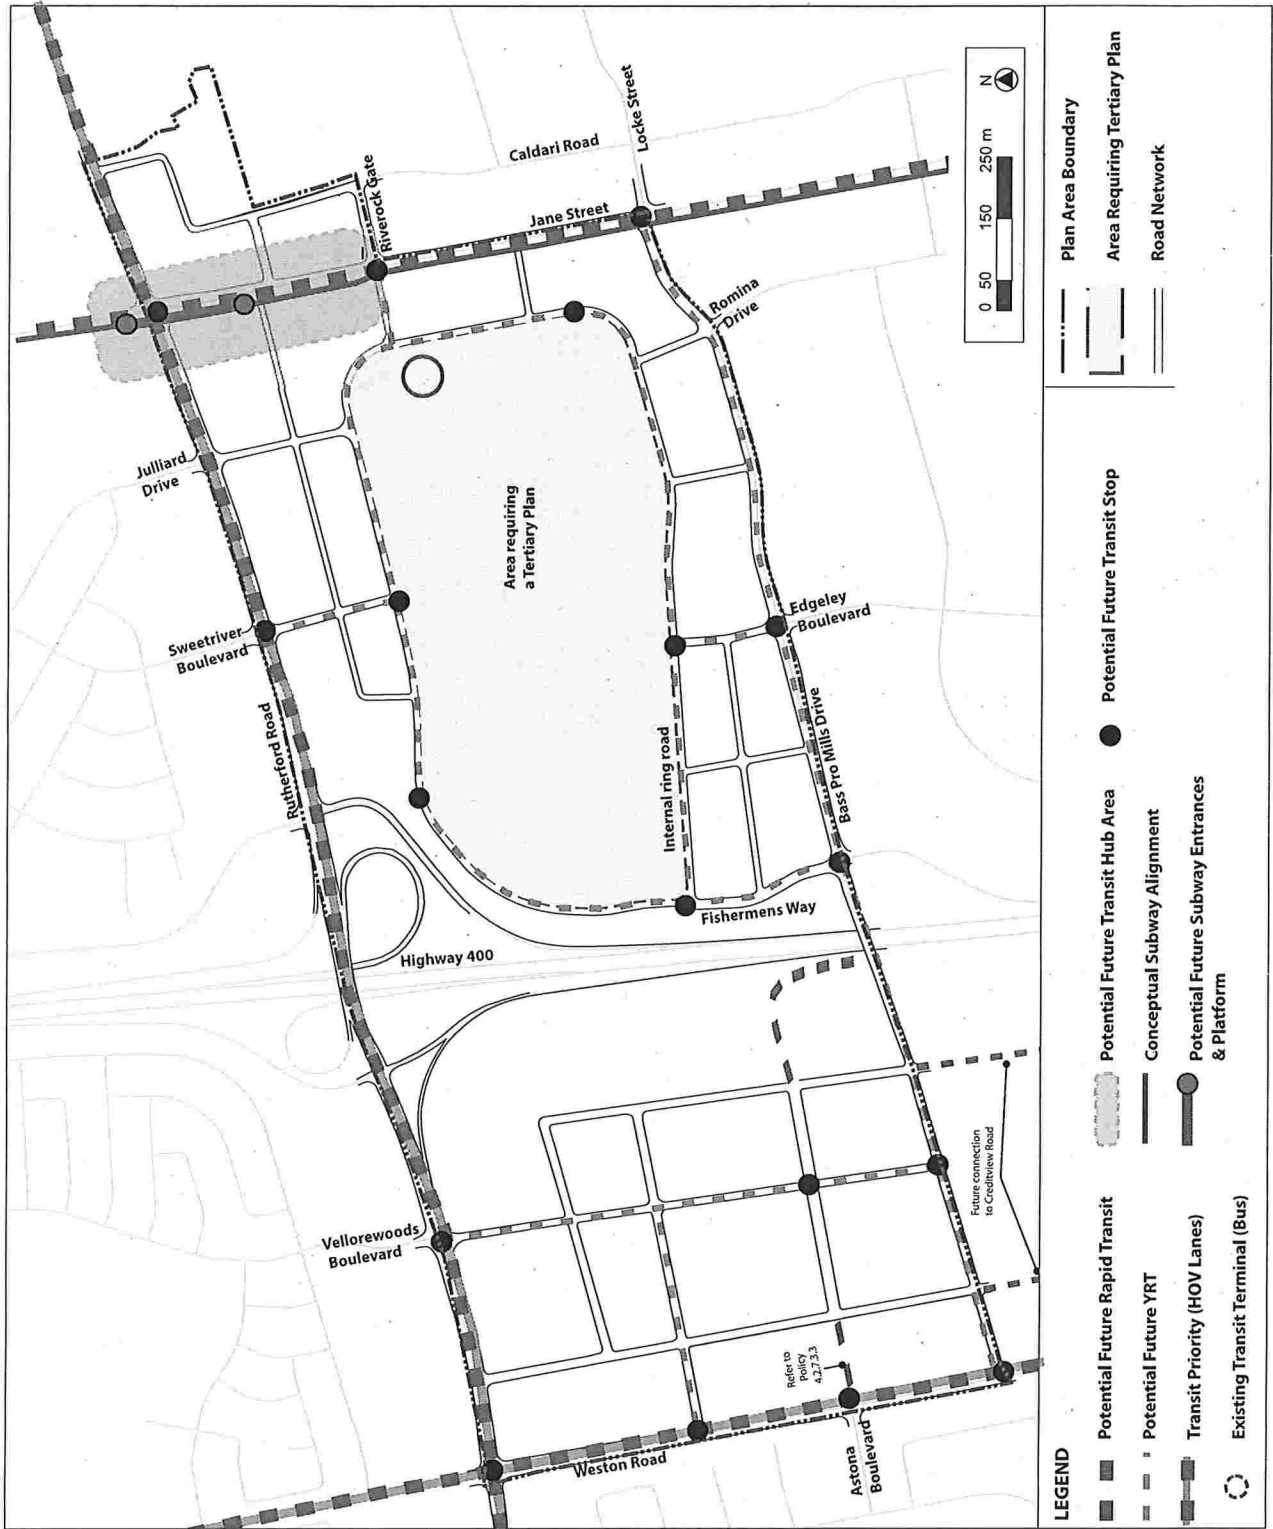 Julliard
Drive
Sweetriver
Boulevard
Rutherford Road
Riverock Gate
Caldari Road
Locke Street
Jane Street
Romina
Drive
Area requiring
a Tertiary Plan
Edgeley
Boulevard
Internal ring road
Bass Pro Mills Drive
Fishermens Way
Highway 400
Vellorewoods
Boulevard
Future connection
to Creditview Road
Refer to
Policy
4.2.7.3.3
Weston Road
Astona
Boulevard
0 50 150 250 m
N
LEGEND
Potential Future Rapid Transit
Potential Future YRT
Transit Priority (HOV Lanes)
Existing Transit Terminal (Bus)
Potential Future Transit Hub Area
Conceptual Subway Alignment
Potential Future Subway Entrances
& Platform
Potential Future Transit Stop
Plan Area Boundary
Area Requiring Tertiary Plan
Road Network